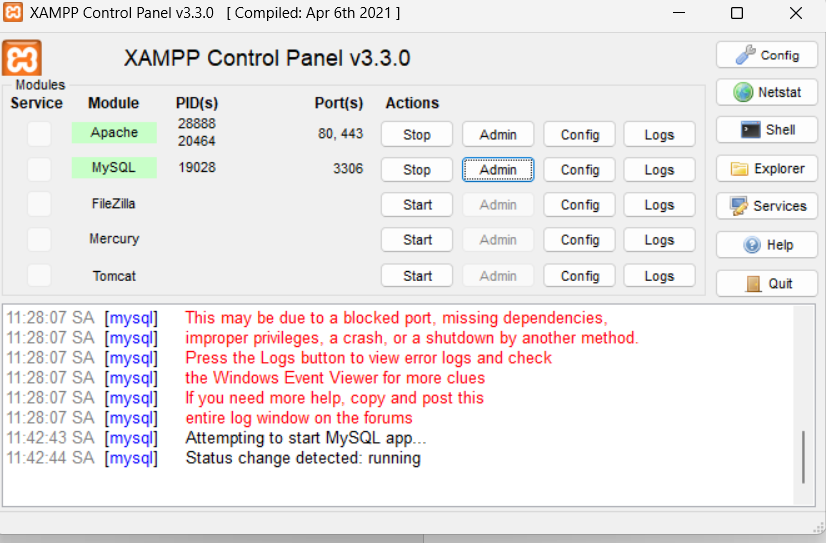 XAMPP Control Panel v3.3.0 [ Compiled: Apr 6th 2021 ]
XAMPP Control Panel v3.3.0
Config
Modules
Service Module PID(s) Port(s) Actions
Netstat
Apache 28888 20464 80, 443 Stop Admin Config Logs
Shell
MySQL 19028 3306 Stop Admin Config Logs
Explorer
FileZilla Start Admin Config Logs
Services
Mercury Start Admin Config Logs
Help
Tomcat Start Admin Config Logs
Quit
11:28:07 SA [mysql] This may be due to a blocked port, missing dependencies,
11:28:07 SA [mysql] improper privileges, a crash, or a shutdown by another method.
11:28:07 SA [mysql] Press the Logs button to view error logs and check
11:28:07 SA [mysql] the Windows Event Viewer for more clues
11:28:07 SA [mysql] If you need more help, copy and post this
11:28:07 SA [mysql] entire log window on the forums
11:42:43 SA [mysql] Attempting to start MySQL app...
11:42:44 SA [mysql] Status change detected: running